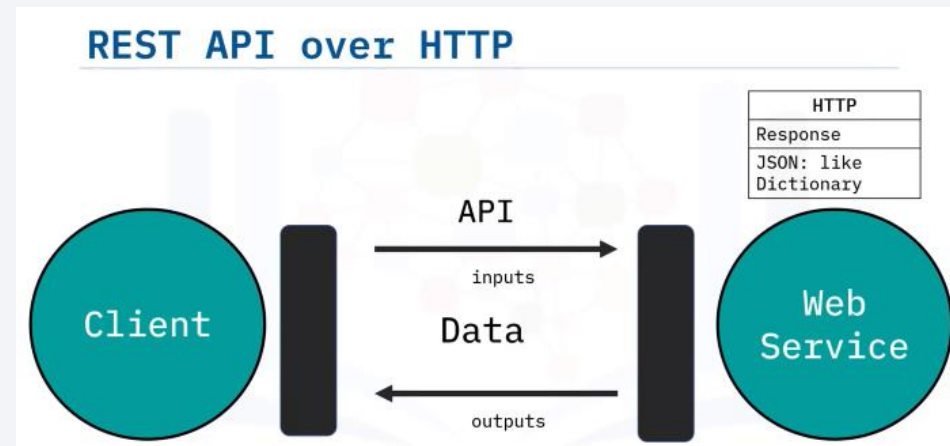 REST API over HTTP
HTTP
Response
JSON: like
Dictionary
API
inputs
Client
Data
Web
Service
outputs